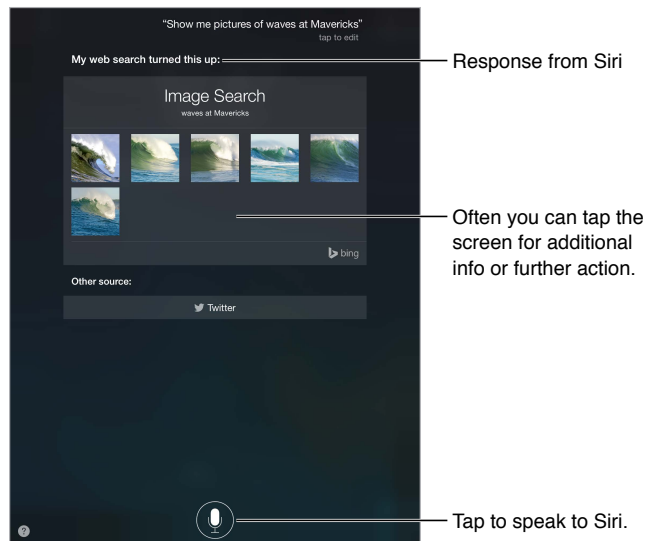 “Show me pictures of waves at Mavericks”
tap to edit
My web search turned this up:
Response from Siri
Image Search
waves at Mavericks
Often you can tap the
screen for additional
info or further action.
bing
Other source:
Twitter
Tap to speak to Siri.
?